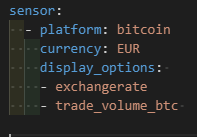 sensor:
  - platform: bitcoin
    currency: EUR
    display_options:
    - exchangerate
    - trade_volume_btc